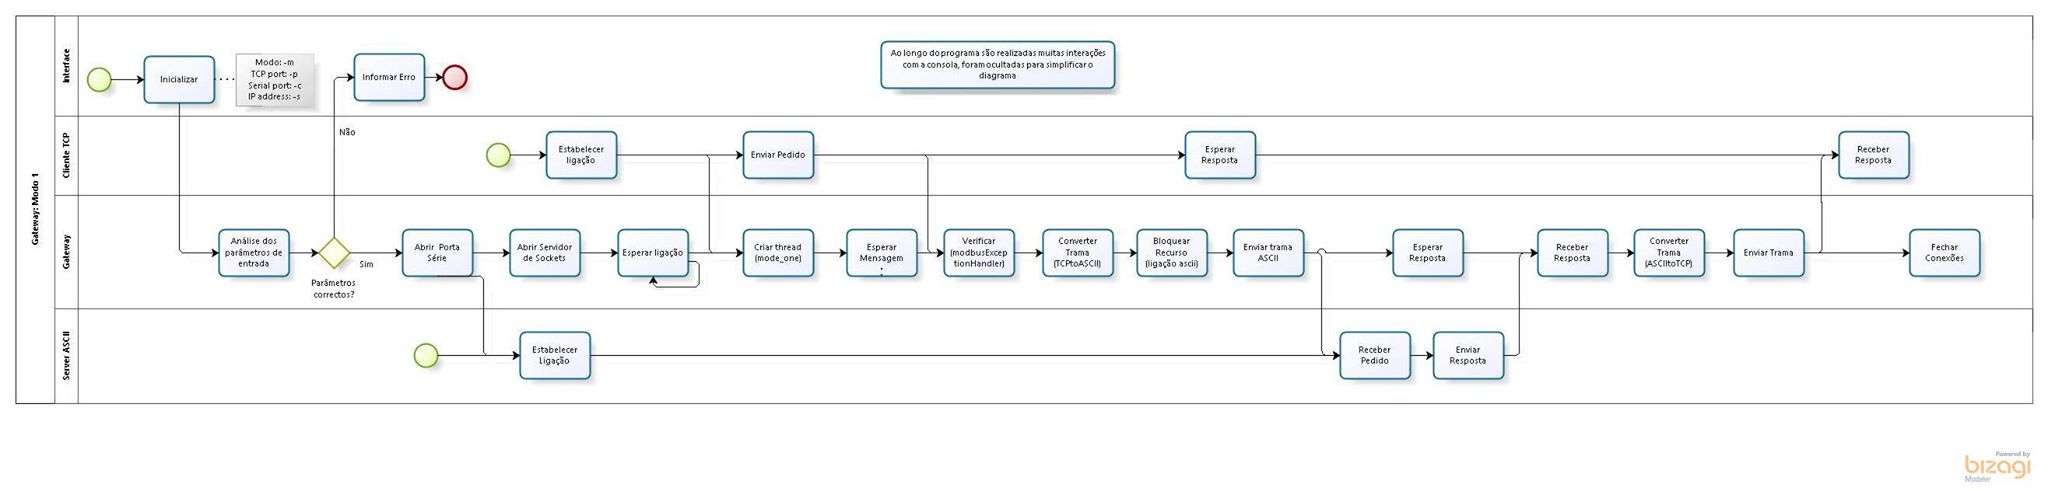 Gateway: Modo 1
Interface
Inicializar
Modo: -m
TCP port: -p
Serial port: -c
IP address: -s
Informar Erro
Ao longo do programa são realizadas muitas interações
com a consola, foram ocultadas para simplificar o
diagrama
Não
Cliente TCP
Estabelecer
ligação
Enviar Pedido
Esperar
Resposta
Receber
Resposta
Gateway
Análise dos
parâmetros de
entrada
Parâmetros
correctos?
Sim
Abrir Porta
Série
Abrir Servidor
de Sockets
Esperar ligação
Criar thread
(mode_one)
Esperar
Mensagem
;
Verificar
(modbusExce
ptionHandler)
Converter
Trama
(TCPtoASCII)
Bloquear
Recurso
(ligação ascii)
Enviar trama
ASCII
Esperar
Resposta
Receber
Resposta
Converter
Trama
(ASCIItoTCP)
Enviar Trama
Fechar
Conexões
Server ASCII
Estabelecer
Ligação
Receber
Pedido
Enviar
Resposta
Powered by
bizagi
Modeler